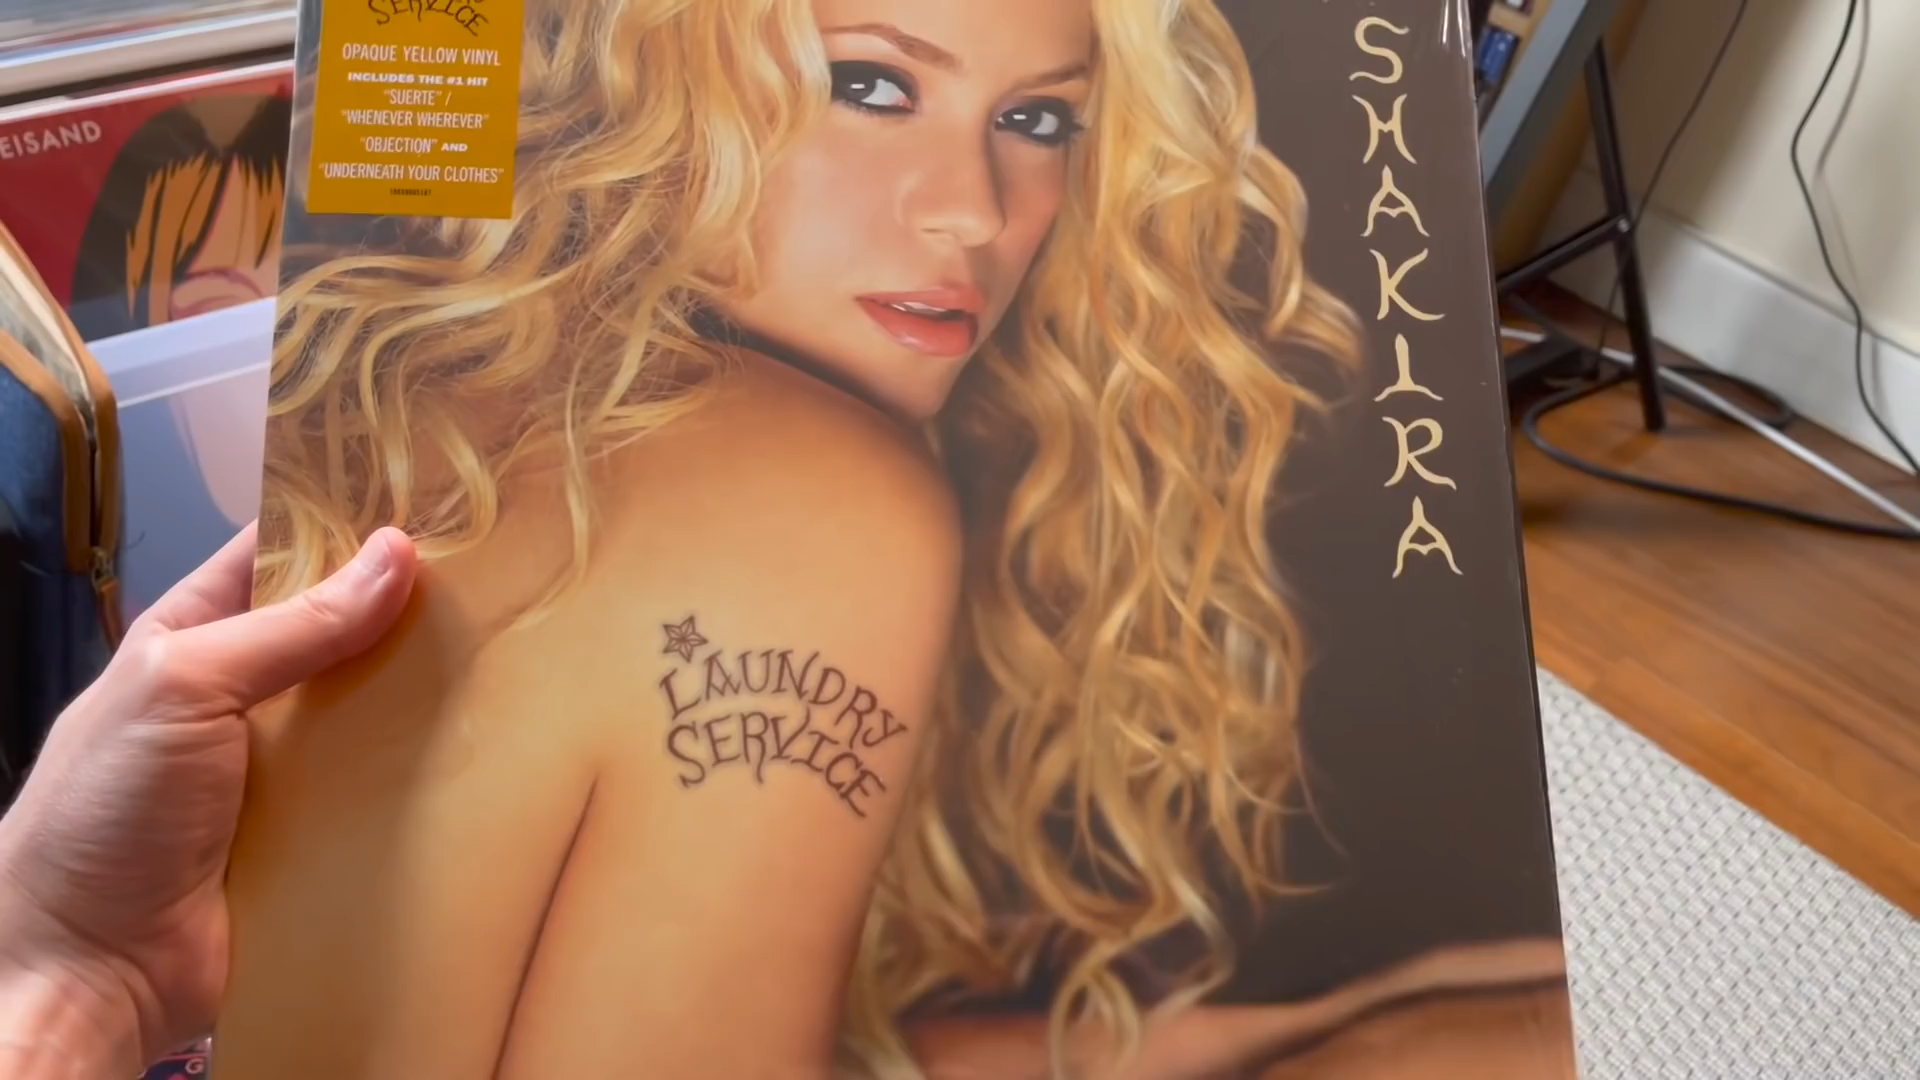 SERVICE
OPAQUE YELLOW VINYL
INCLUDES THE #1 HIT
"SUERTE" /
"WHENEVER WHEREVER"
"OBJECTION" AND
"UNDERNEATH YOUR CLOTHES"
EISAND
SHAKIRA
LAUNDRY
SERVICE